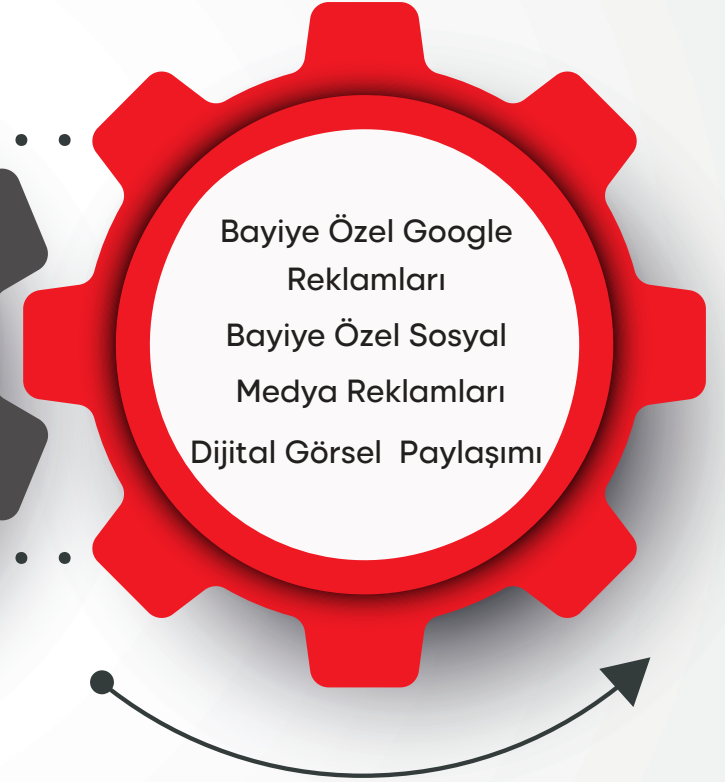 Bayiye Özel Google
Reklamları
Bayiye Özel Sosyal
Medya Reklamları
Dijital Görsel Paylaşımı